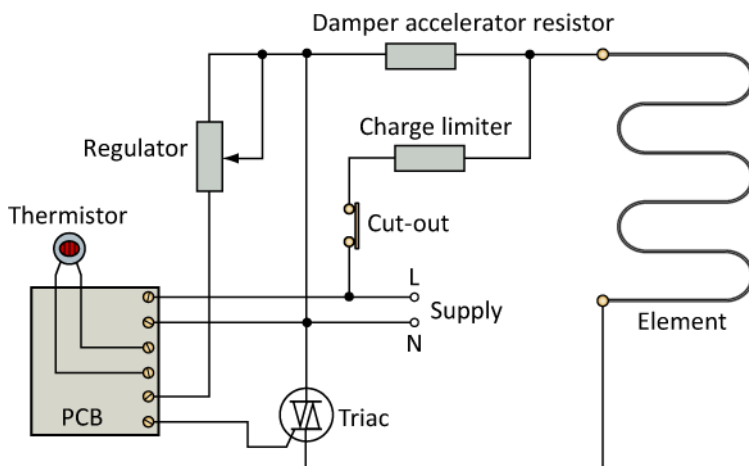 Damper accelerator resistor
Charge limiter
Regulator
Thermistor
Cut-out
L
Supply
N
Element
PCB
Triac